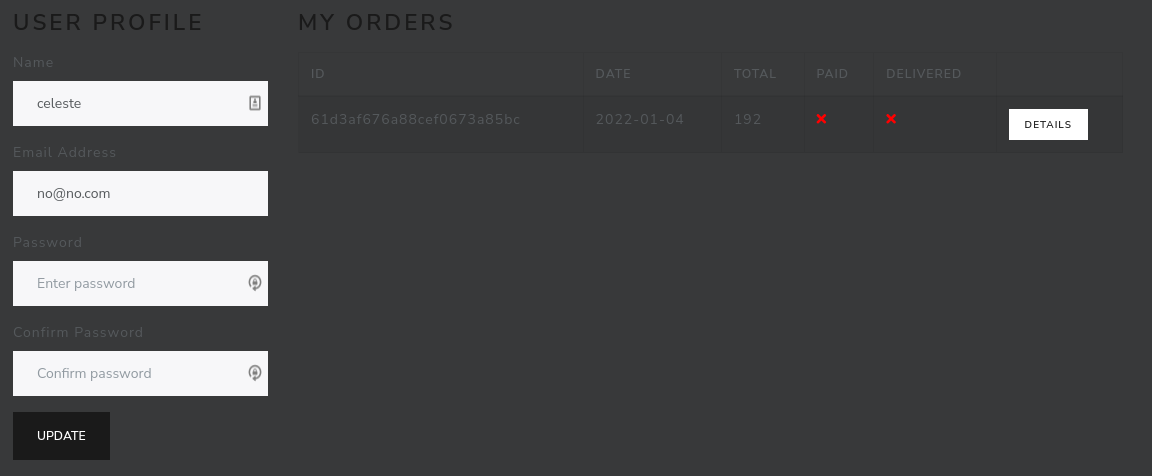 USER PROFILE
Name
celeste
Email Address
no@no.com
Password
Enter password
Confirm Password
Confirm password
UPDATE
MY ORDERS
ID DATE TOTAL PAID DELIVERED
61d3af676a88cef0673a85bc 2022-01-04 192 DETAILS